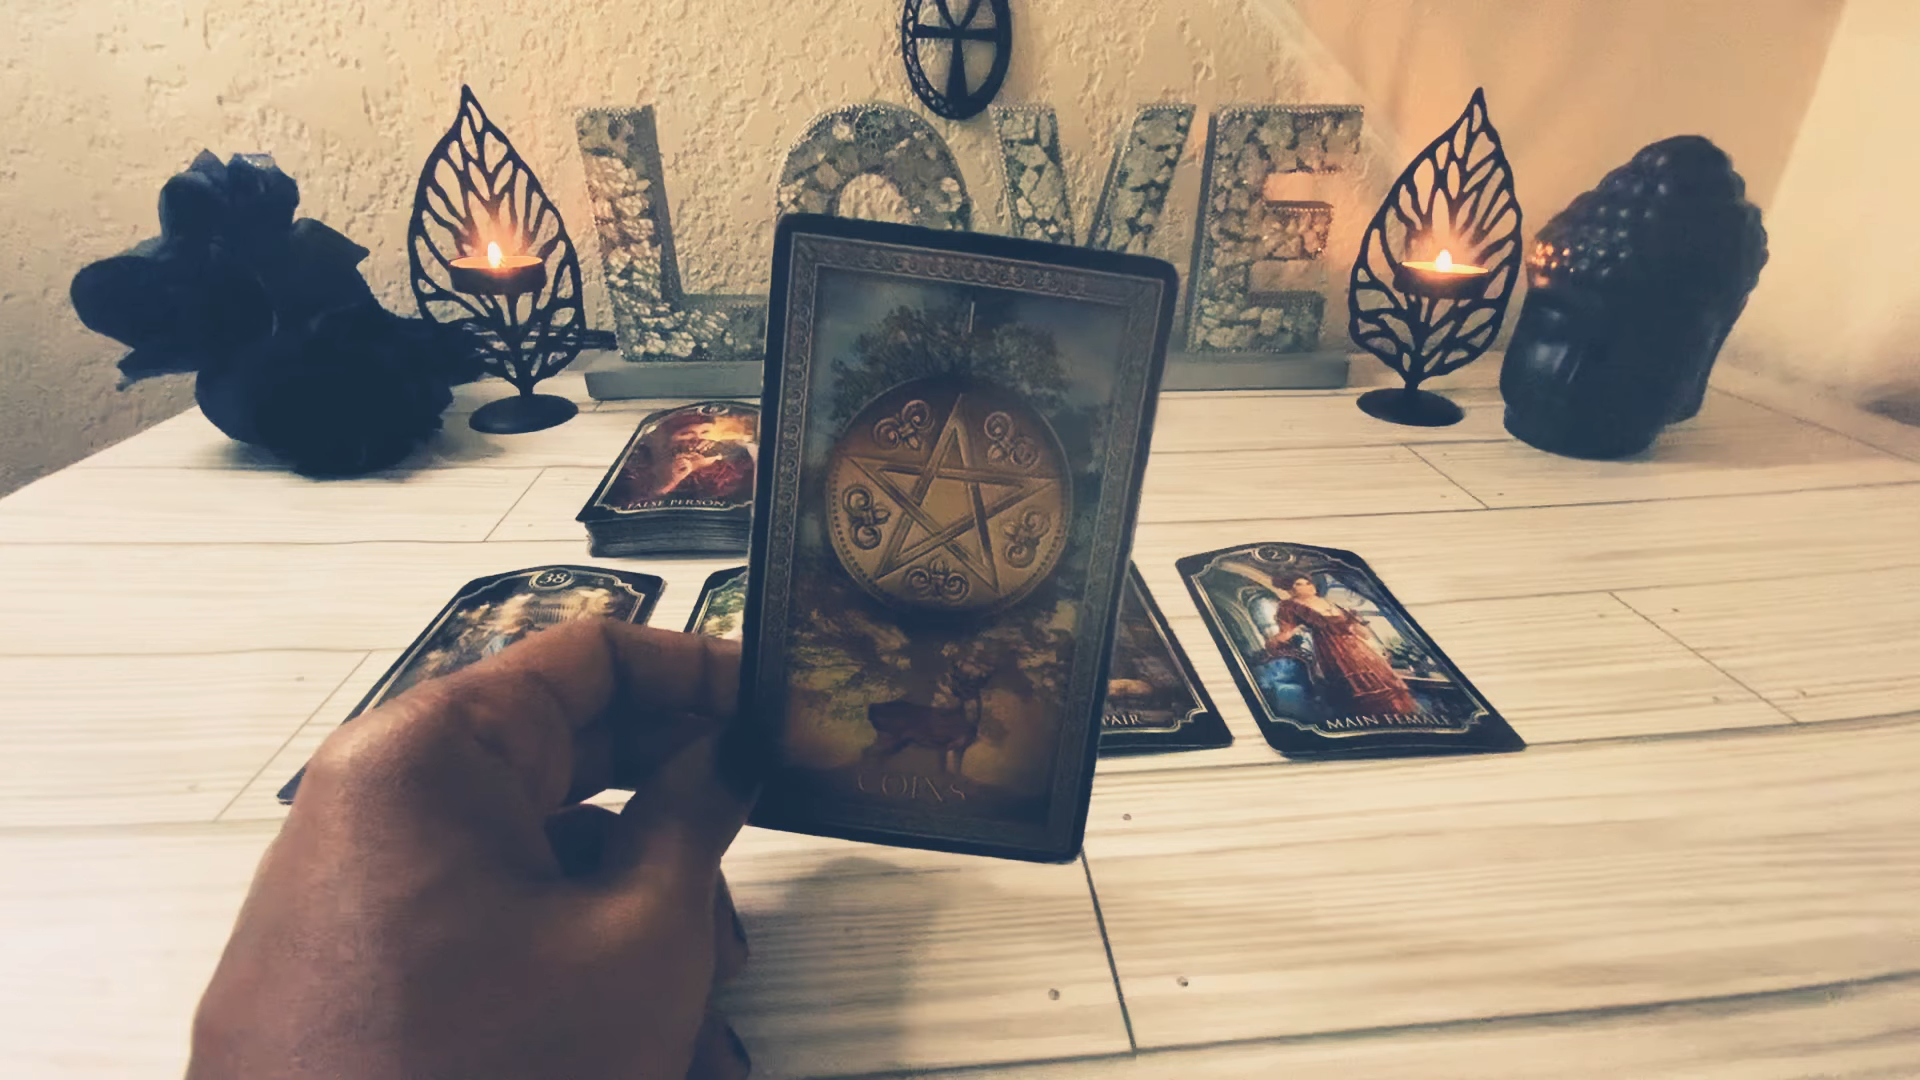 LOVE
FALSE PERSON
38
COINS
PAIR
2
MAIN FEMALE